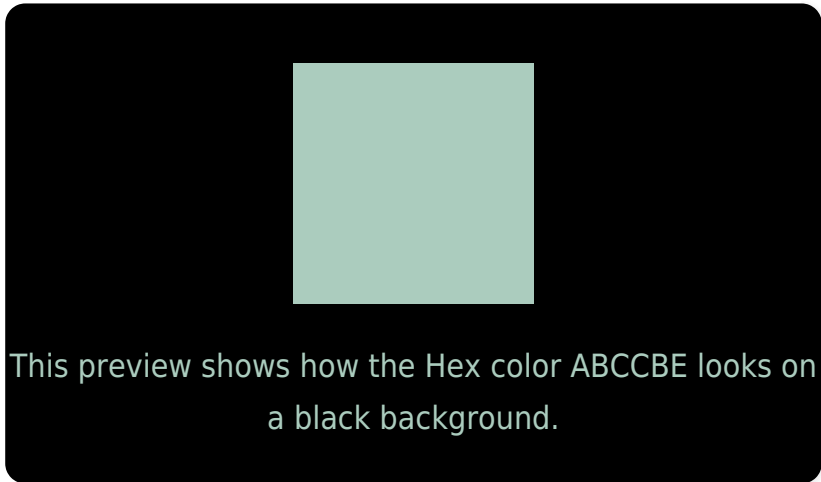 This preview shows how the Hex color ABCCBE looks on
a black background.